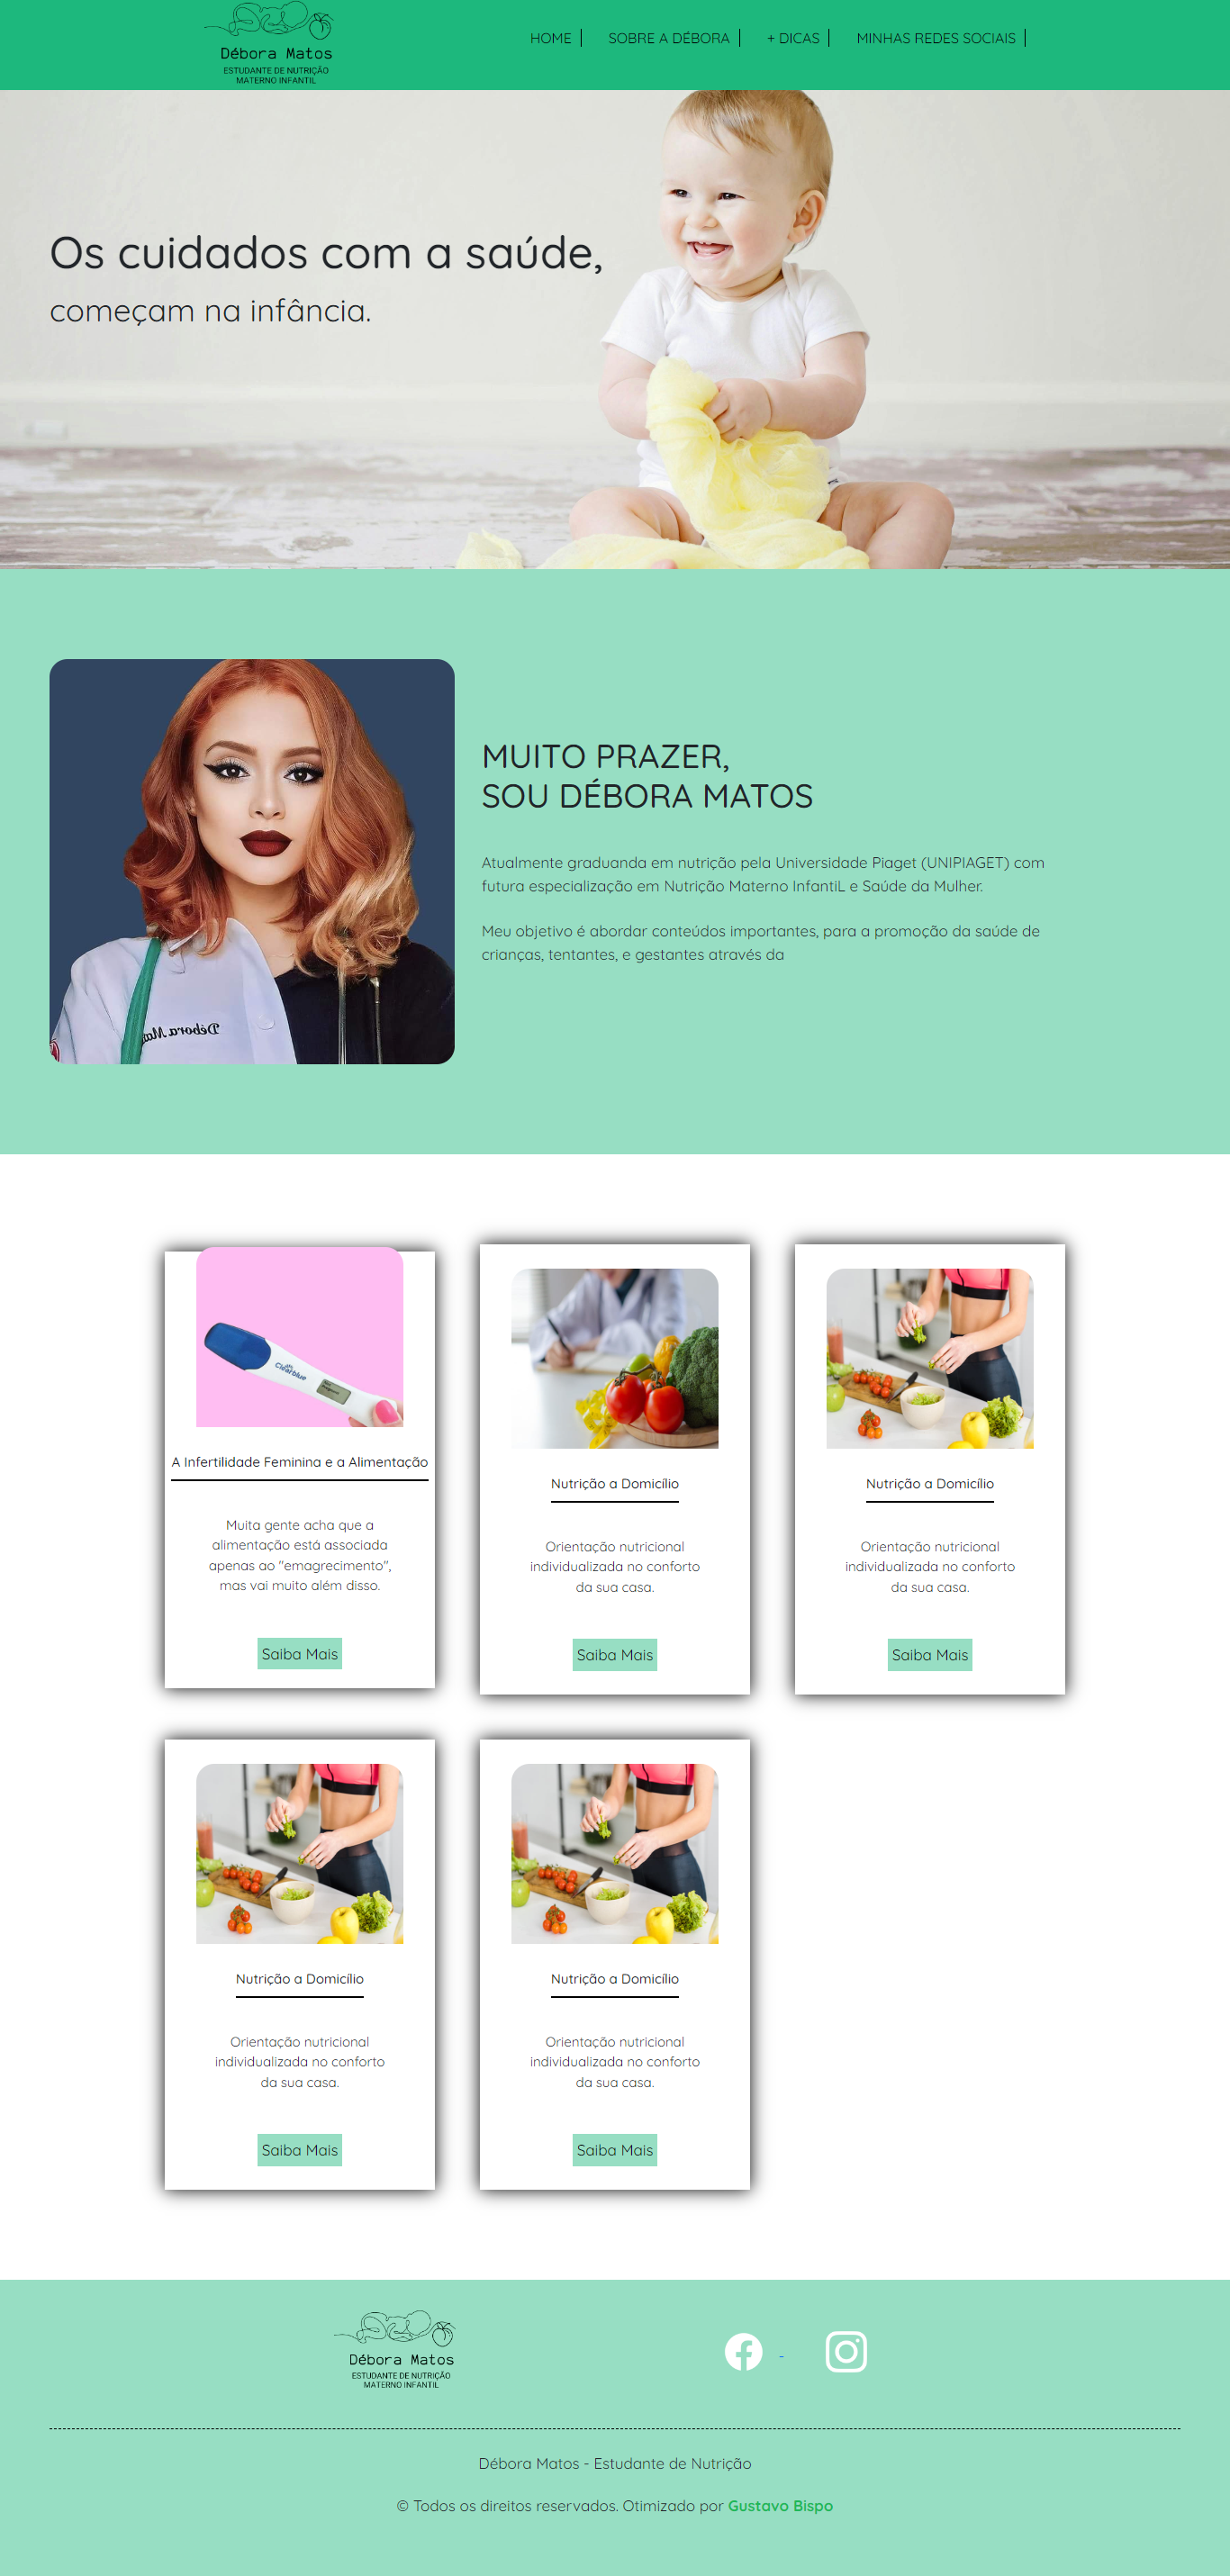 Débora Matos
ESTUDANTE DE NUTRIÇÃO
MATERNO INFANTIL
HOME
SOBRE A DÉBORA
+ DICAS
MINHAS REDES SOCIAIS
Os cuidados com a saúde,
começam na infância.
MUITO PRAZER,
SOU DÉBORA MATOS
Atualmente graduanda em nutrição pela Universidade Piaget (UNIPIAGET) com
futura especialização em Nutrição Materno InfantiL e Saúde da Mulher.
Meu objetivo é abordar conteúdos importantes, para a promoção da saúde de
crianças, tentantes, e gestantes através da
Débora
Clearblue
A Infertilidade Feminina e a Alimentação
Muita gente acha que a
alimentação está associada
apenas ao "emagrecimento",
mas vai muito além disso.
Saiba Mais
Nutrição a Domicílio
Orientação nutricional
individualizada no conforto
da sua casa.
Saiba Mais
Nutrição a Domicílio
Orientação nutricional
individualizada no conforto
da sua casa.
Saiba Mais
Nutrição a Domicílio
Orientação nutricional
individualizada no conforto
da sua casa.
Saiba Mais
Nutrição a Domicílio
Orientação nutricional
individualizada no conforto
da sua casa.
Saiba Mais
Débora Matos
ESTUDANTE DE NUTRIÇÃO
MATERNO INFANTIL
Débora Matos - Estudante de Nutrição
© Todos os direitos reservados. Otimizado por Gustavo Bispo